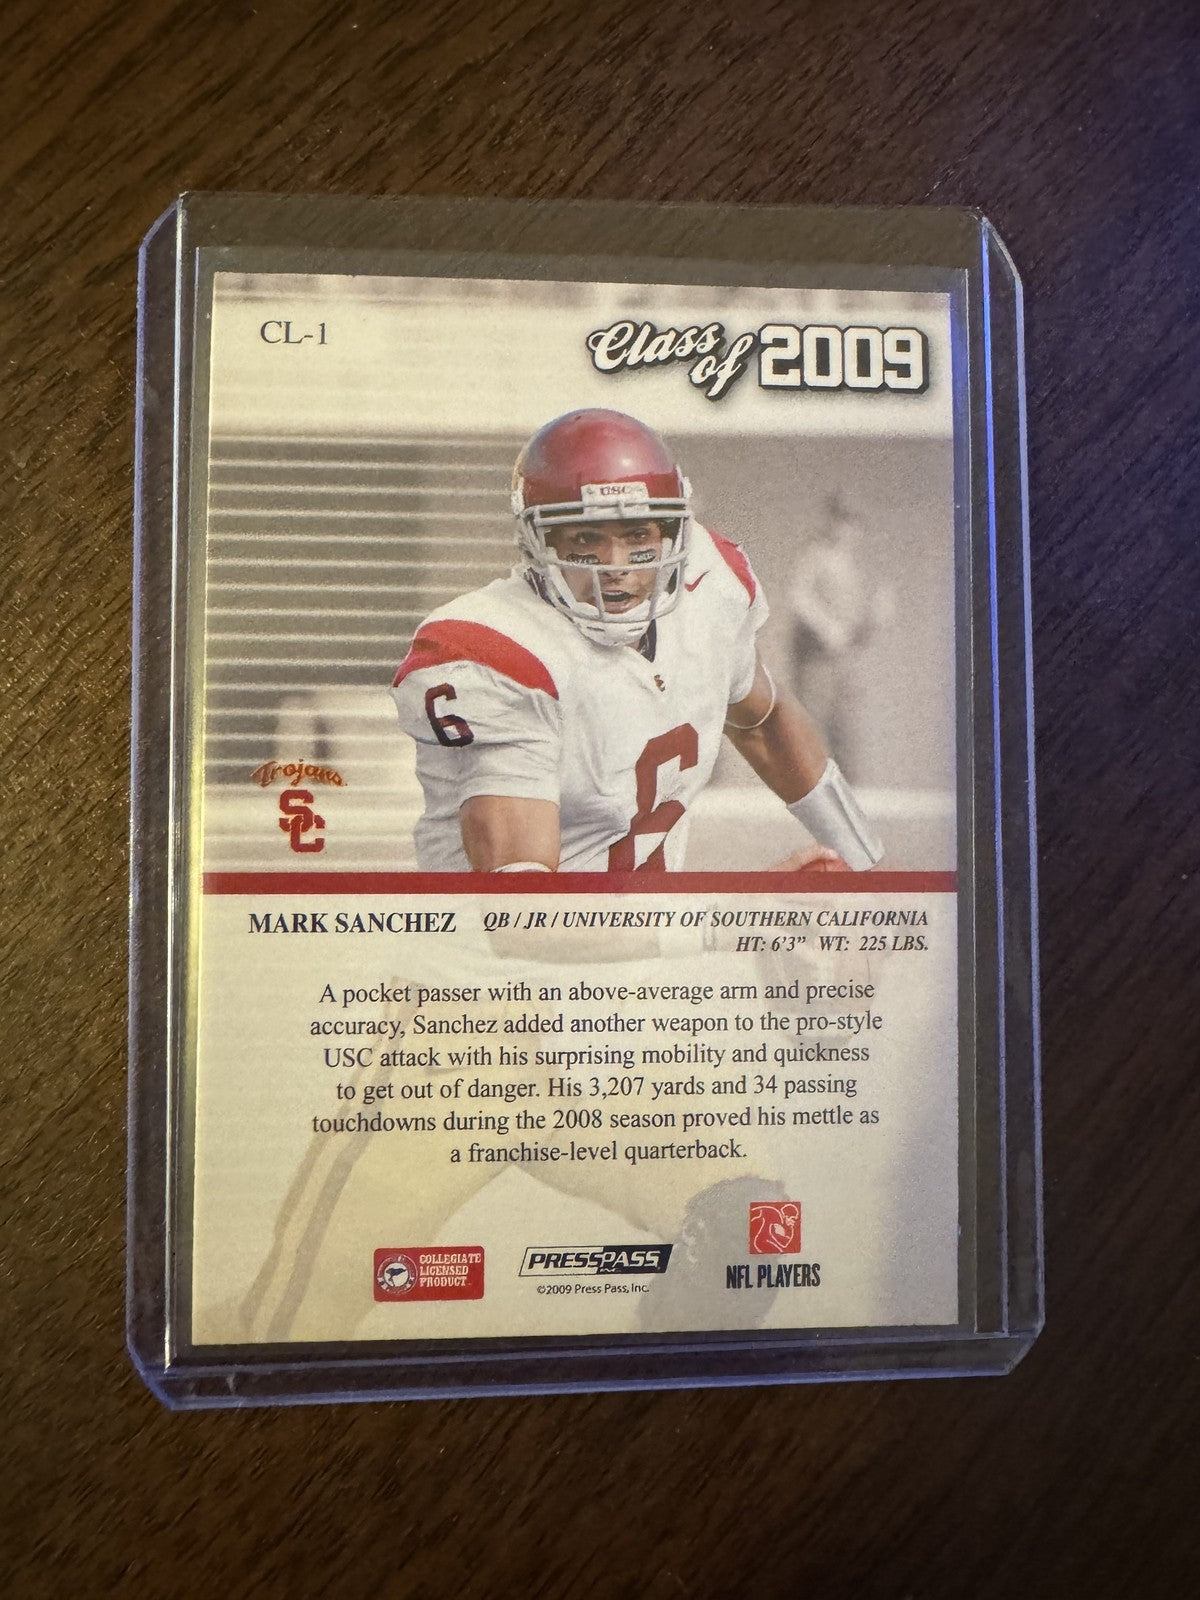 CL-1
Class of 2009
USC
6
6
Trojans
SC
MARK SANCHEZ QB / JR / UNIVERSITY OF SOUTHERN CALIFORNIA
HT: 6'3" WT: 225 LBS.
A pocket passer with an above-average arm and precise
accuracy, Sanchez added another weapon to the pro-style
USC attack with his surprising mobility and quickness
to get out of danger. His 3,207 yards and 34 passing
touchdowns during the 2008 season proved his mettle as
a franchise-level quarterback.
COLLEGIATE
LICENSED
PRODUCT
PRESS PASS
INC.
©2009 Press Pass, Inc.
NFL PLAYERS